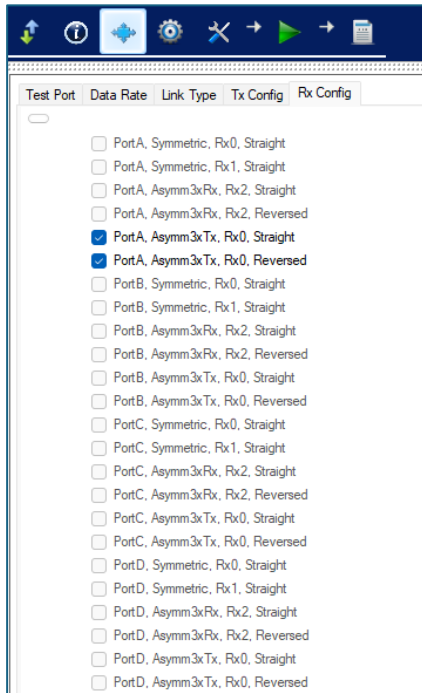 Test Port Data Rate Link Type Tx Config Rx Config
PortA, Symmetric, Rx0, Straight
PortA, Symmetric, Rx1, Straight
PortA, Asymm3xRx, Rx2, Straight
PortA, Asymm3xRx, Rx2, Reversed
PortA, Asymm3xTx, Rx0, Straight
PortA, Asymm3xTx, Rx0, Reversed
PortB, Symmetric, Rx0, Straight
PortB, Symmetric, Rx1, Straight
PortB, Asymm3xRx, Rx2, Straight
PortB, Asymm3xRx, Rx2, Reversed
PortB, Asymm3xTx, Rx0, Straight
PortB, Asymm3xTx, Rx0, Reversed
PortC, Symmetric, Rx0, Straight
PortC, Symmetric, Rx1, Straight
PortC, Asymm3xRx, Rx2, Straight
PortC, Asymm3xRx, Rx2, Reversed
PortC, Asymm3xTx, Rx0, Straight
PortC, Asymm3xTx, Rx0, Reversed
PortD, Symmetric, Rx0, Straight
PortD, Symmetric, Rx1, Straight
PortD, Asymm3xRx, Rx2, Straight
PortD, Asymm3xRx, Rx2, Reversed
PortD, Asymm3xTx, Rx0, Straight
PortD, Asymm3xTx, Rx0, Reversed